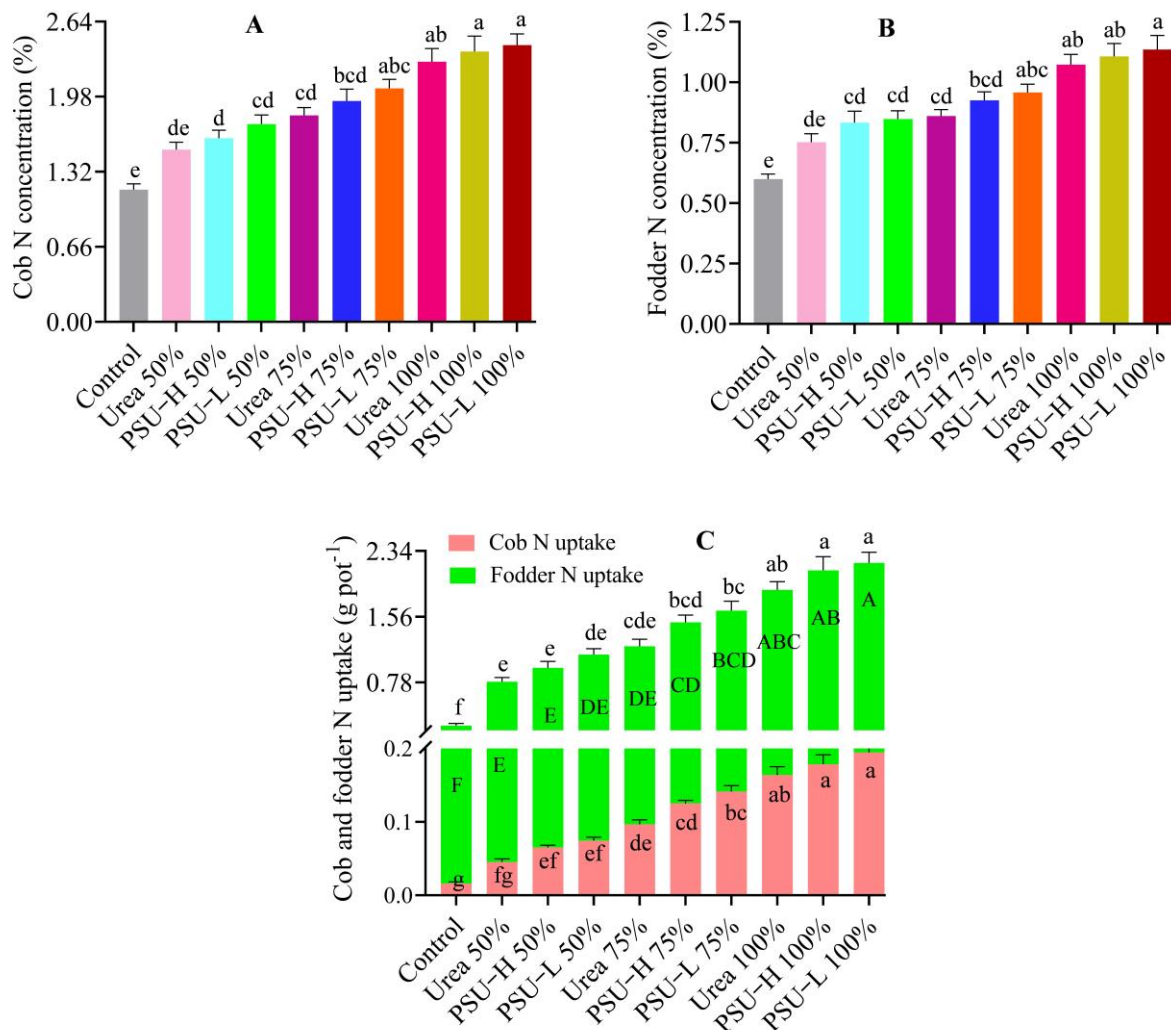 A
Cob N concentration (%)
2.64
1.98
1.32
0.66
0.00
e
de
d
cd
cd
bcd
abc
ab
a
a
Control
Urea 50%
PSU-H 50%
PSU-L 50%
Urea 75%
PSU-H 75%
PSU-L 75%
Urea 100%
PSU-H 100%
PSU-L 100%
B
Fodder N concentration (%)
1.25
1.00
0.75
0.50
0.25
0.00
e
de
cd
cd
cd
bcd
abc
ab
ab
a
Control
Urea 50%
PSU-H 50%
PSU-L 50%
Urea 75%
PSU-H 75%
PSU-L 75%
Urea 100%
PSU-H 100%
PSU-L 100%
C
Cob N uptake
Fodder N uptake
Cob and fodder N uptake (g pot⁻¹)
2.34
1.56
0.78
0.2
0.1
0.0
f
e
e
de
cde
bcd
bc
ab
a
a
F
E
E
DE
DE
CD
BCD
ABC
AB
A
g
fg
ef
ef
de
cd
bc
ab
a
a
Control
Urea 50%
PSU-H 50%
PSU-L 50%
Urea 75%
PSU-H 75%
PSU-L 75%
Urea 100%
PSU-H 100%
PSU-L 100%